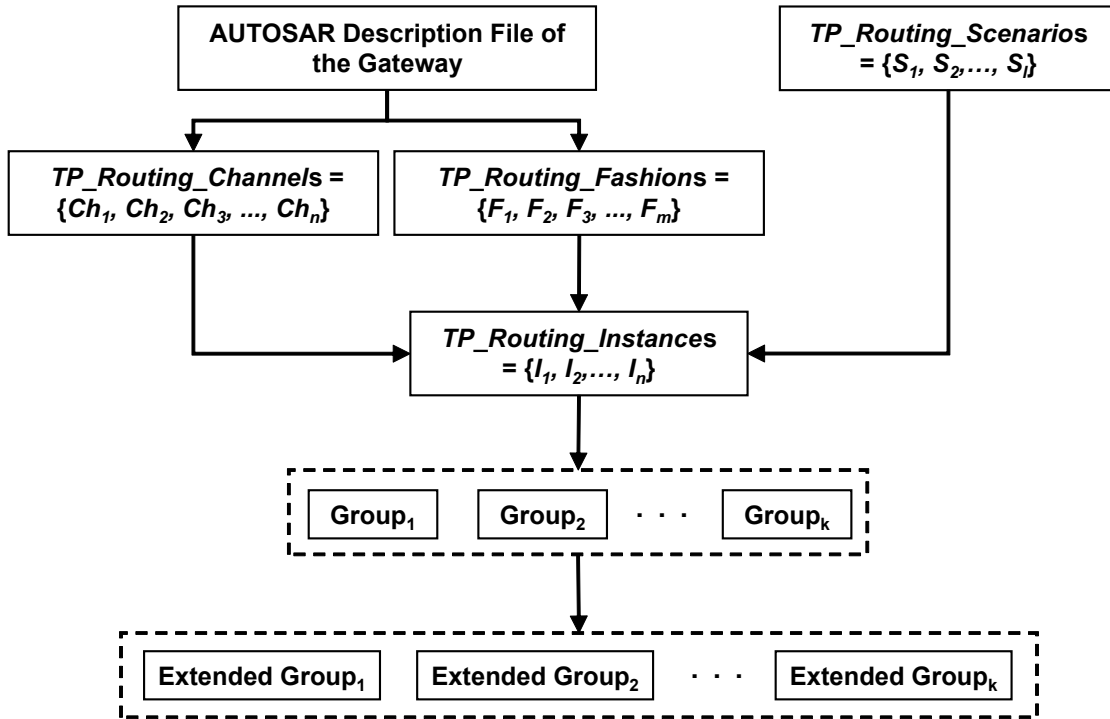 AUTOSAR Description File of
the Gateway
TP_Routing_Scenarios
= {S1, S2,…, Sl}
TP_Routing_Channels =
{Ch1, Ch2, Ch3, ..., Chn}
TP_Routing_Fashions =
{F1, F2, F3, ..., Fm}
TP_Routing_Instances
= {I1, I2,…, In}
Group1 Group2 · · · Groupk
Extended Group1 Extended Group2 · · · Extended Groupk